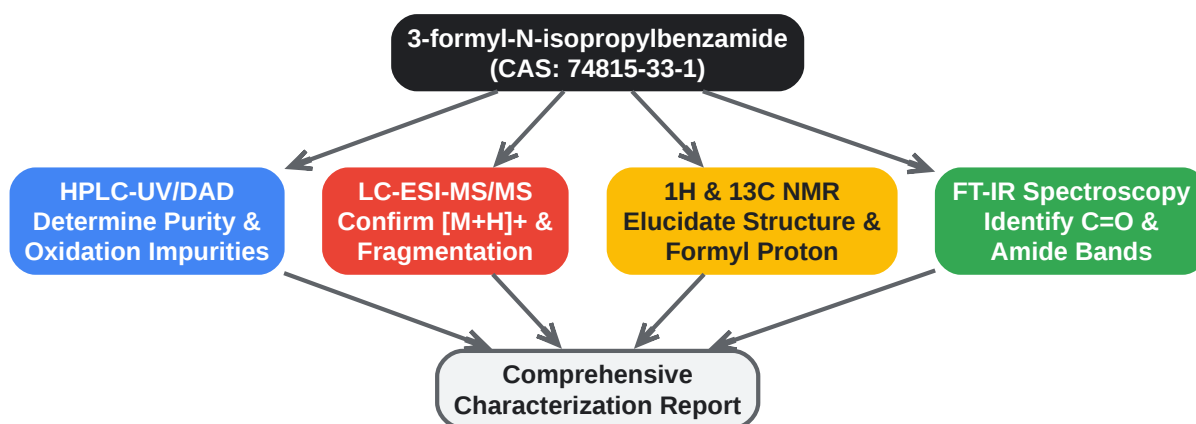 3-formyl-N-isopropylbenzamide
(CAS: 74815-33-1)
HPLC-UV/DAD
Determine Purity &
Oxidation Impurities
LC-ESI-MS/MS
Confirm [M+H]+ &
Fragmentation
1H & 13C NMR
Elucidate Structure &
Formyl Proton
FT-IR Spectroscopy
Identify C=O &
Amide Bands
Comprehensive
Characterization Report